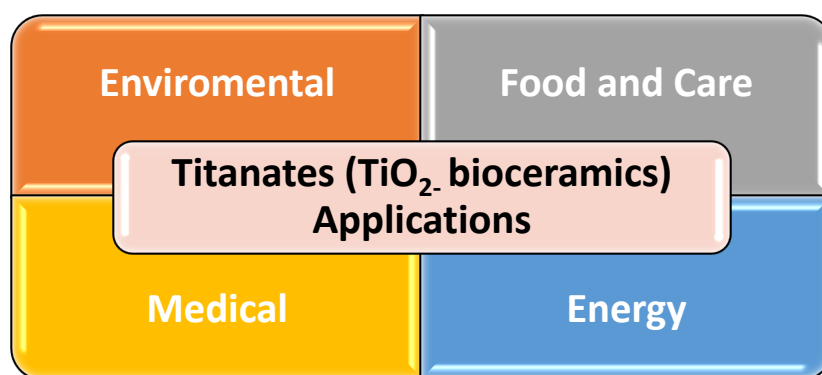 Enviromental
Food and Care
Titanates (TiO₂- bioceramics)
Applications
Medical
Energy